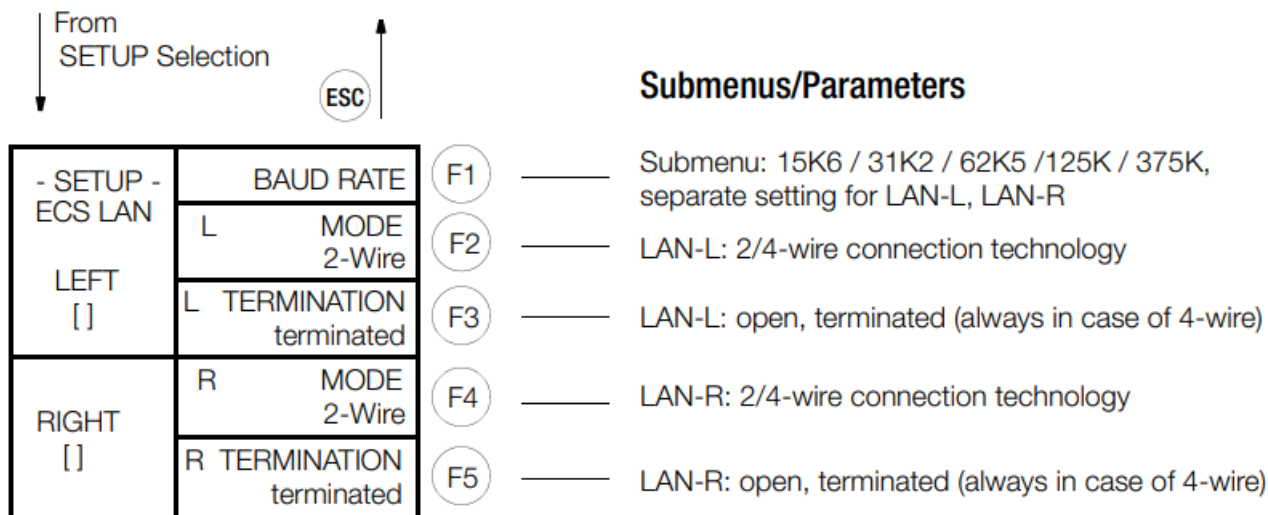 From
SETUP Selection
ESC
Submenus/Parameters
- SETUP -
ECS LAN
LEFT
[ ]
BAUD RATE
F1
Submenu: 15K6 / 31K2 / 62K5 /125K / 375K,
separate setting for LAN-L, LAN-R
L MODE
2-Wire
F2
LAN-L: 2/4-wire connection technology
L TERMINATION
terminated
F3
LAN-L: open, terminated (always in case of 4-wire)
RIGHT
[ ]
R MODE
2-Wire
F4
LAN-R: 2/4-wire connection technology
R TERMINATION
terminated
F5
LAN-R: open, terminated (always in case of 4-wire)